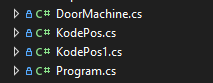 C# DoorMachine.cs
C# KodePos.cs
C# KodePos1.cs
C# Program.cs